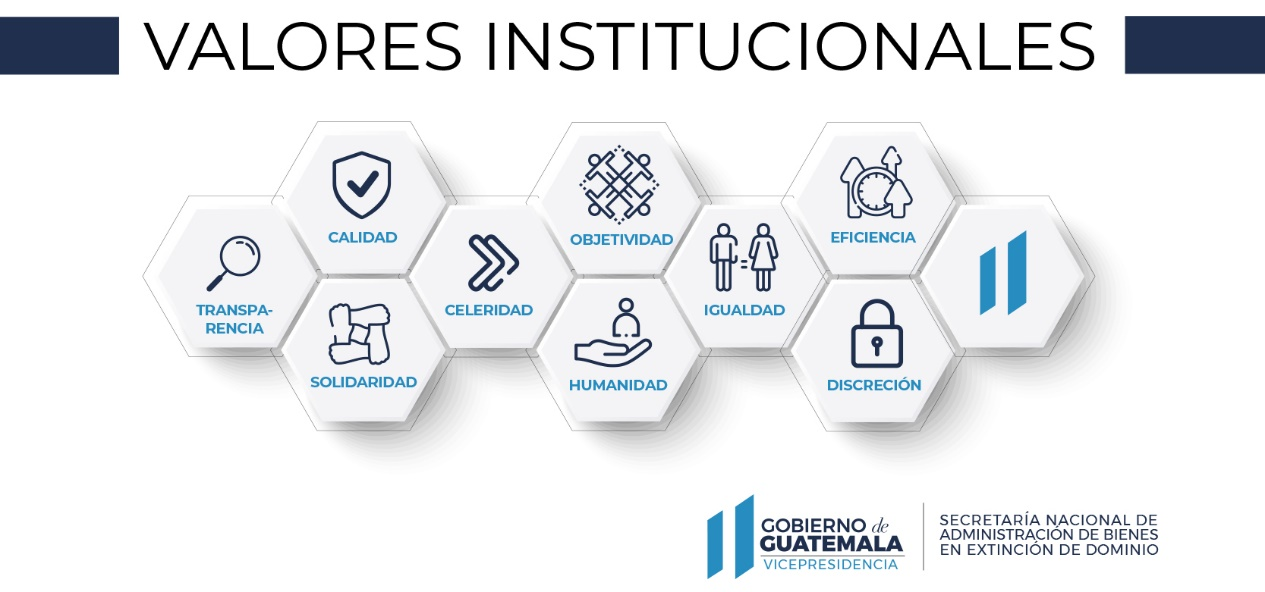 VALORES INSTITUCIONALES
TRANSPA-
RENCIA
CALIDAD
SOLIDARIDAD
CELERIDAD
OBJETIVIDAD
HUMANIDAD
IGUALDAD
EFICIENCIA
DISCRECIÓN
GOBIERNO de
GUATEMALA
VICEPRESIDENCIA
SECRETARÍA NACIONAL DE
ADMINISTRACIÓN DE BIENES
EN EXTINCIÓN DE DOMINIO